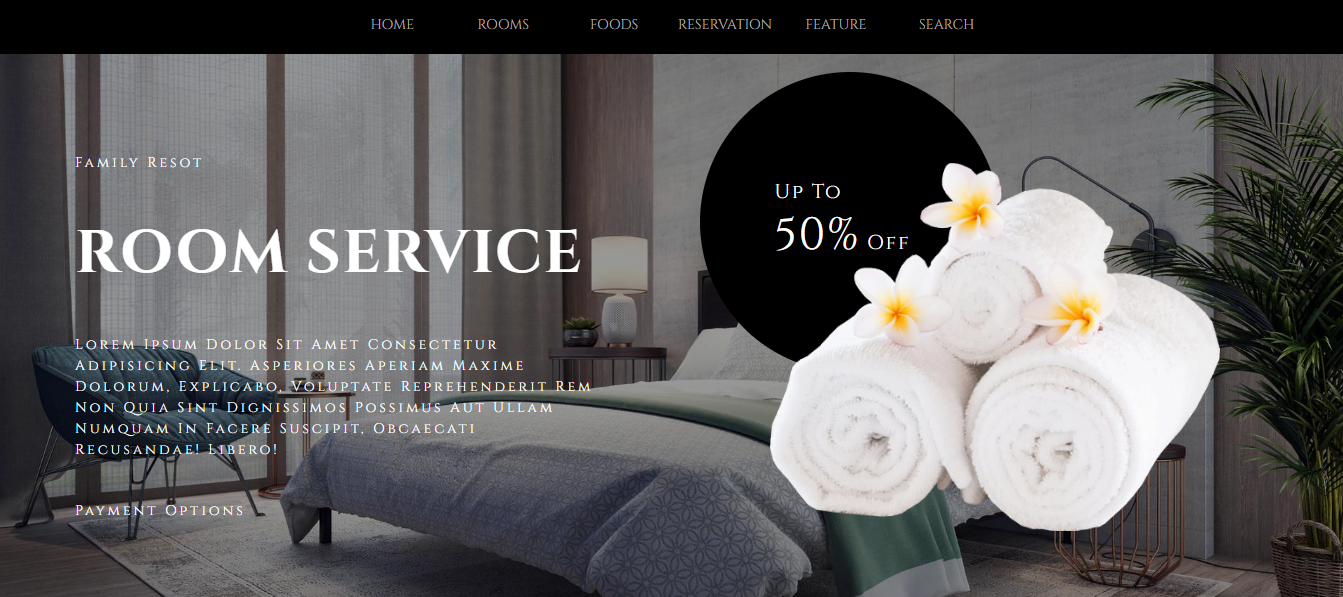 HOME ROOMS FOODS RESERVATION FEATURE SEARCH
Family Resot
ROOM SERVICE
Lorem Ipsum Dolor Sit Amet Consectetur
Adipisicing Elit. Asperiores Aperiam Maxime
Dolorum, Explicabo, Voluptate Reprehenderit Rem
Non Quia Sint Dignissimos Possimus Aut Ullam
Numquam In Facere Suscipit, Obcaecati
Recusandae! Libero!
Payment Options
Up To
50% Off